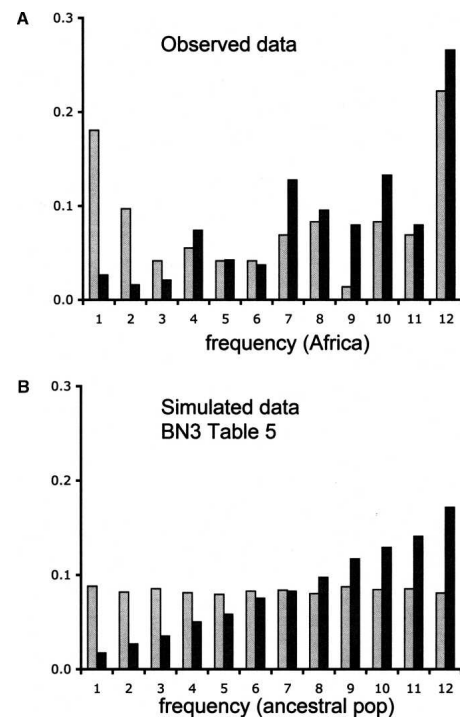 A
Observed data
0.3
0.2
0.1
0.0
1 2 3 4 5 6 7 8 9 10 11 12
frequency (Africa)
B
Simulated data
BN3 Table 5
0.3
0.2
0.1
0.0
1 2 3 4 5 6 7 8 9 10 11 12
frequency (ancestral pop)